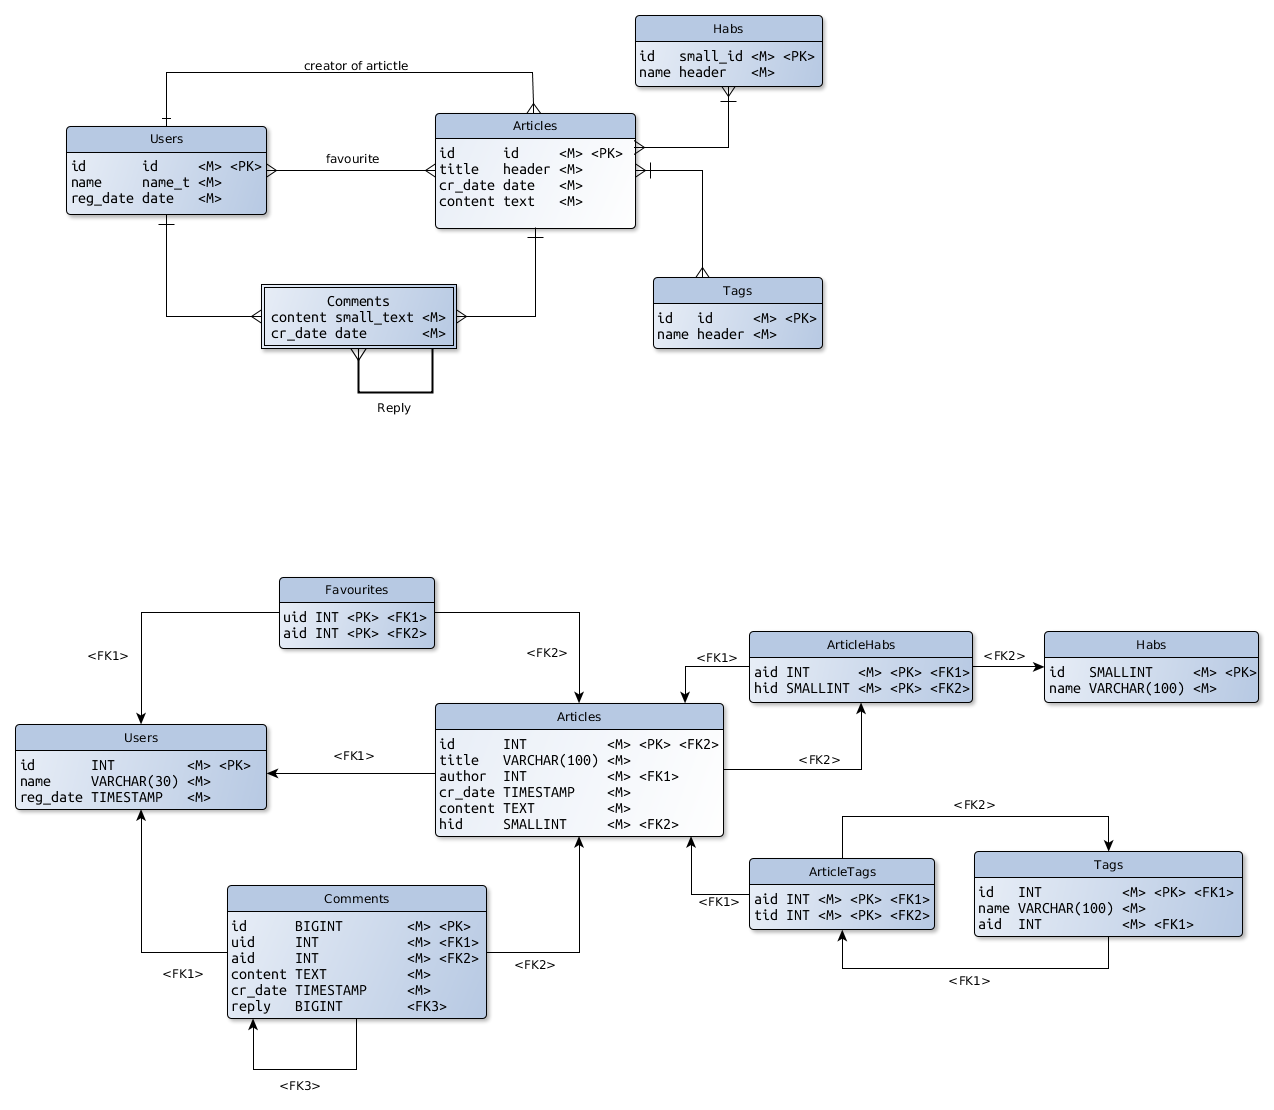 Habs
id small_id <M> <PK>
name header <M>
creator of artictle
Users
id id <M> <PK>
name name_t <M>
reg_date date <M>
favourite
Articles
id id <M> <PK>
title header <M>
cr_date date <M>
content text <M>
Comments
content small_text <M>
cr_date date <M>
Reply
Tags
id id <M> <PK>
name header <M>
Favourites
uid INT <PK> <FK1>
aid INT <PK> <FK2>
<FK1>
<FK2>
<FK1>
ArticleHabs
aid INT <M> <PK> <FK1>
hid SMALLINT <M> <PK> <FK2>
<FK2>
Habs
id SMALLINT <M> <PK>
name VARCHAR(100) <M>
Users
id INT <M> <PK>
name VARCHAR(30) <M>
reg_date TIMESTAMP <M>
<FK1>
Articles
id INT <M> <PK> <FK2>
title VARCHAR(100) <M>
author INT <M> <FK1>
cr_date TIMESTAMP <M>
content TEXT <M>
hid SMALLINT <M> <FK2>
<FK2>
<FK2>
ArticleTags
aid INT <M> <PK> <FK1>
tid INT <M> <PK> <FK2>
<FK1>
Tags
id INT <M> <PK> <FK1>
name VARCHAR(100) <M>
aid INT <M> <FK1>
<FK1>
Comments
id BIGINT <M> <PK>
uid INT <M> <FK1>
aid INT <M> <FK2>
content TEXT <M>
cr_date TIMESTAMP <M>
reply BIGINT <FK3>
<FK1>
<FK2>
<FK3>